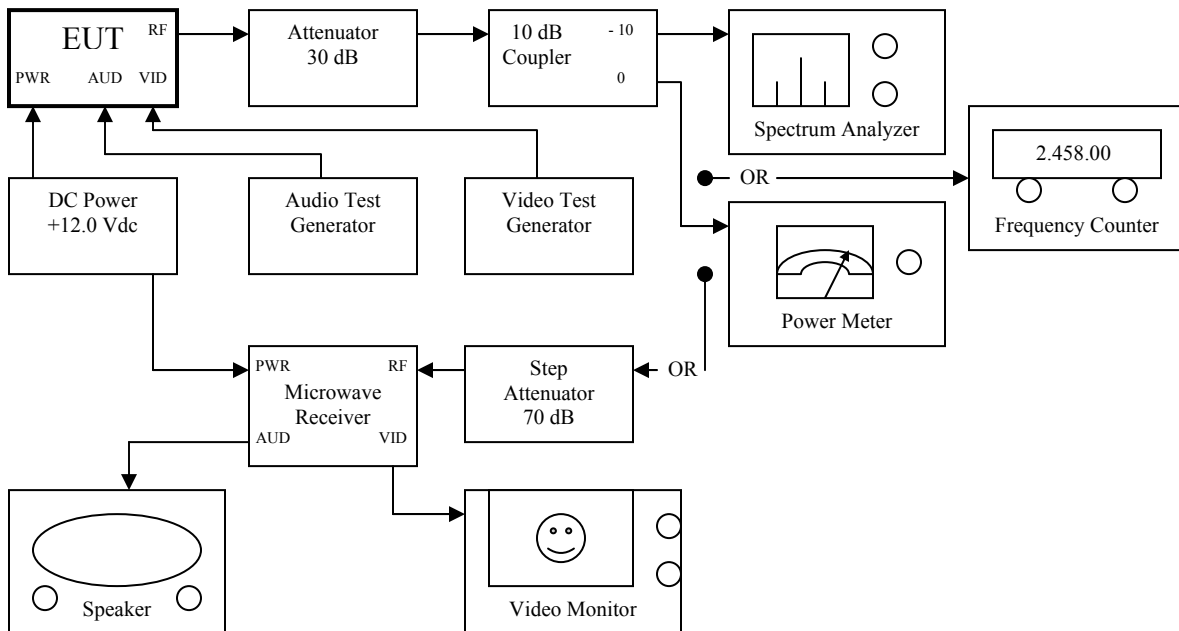 EUT
RF
PWR
AUD
VID
Attenuator
30 dB
10 dB
Coupler
- 10
0
Spectrum Analyzer
2.458.00
Frequency Counter
DC Power
+12.0 Vdc
Audio Test
Generator
Video Test
Generator
OR
Power Meter
PWR
RF
Microwave
Receiver
AUD
VID
Step
Attenuator
70 dB
OR
Speaker
Video Monitor